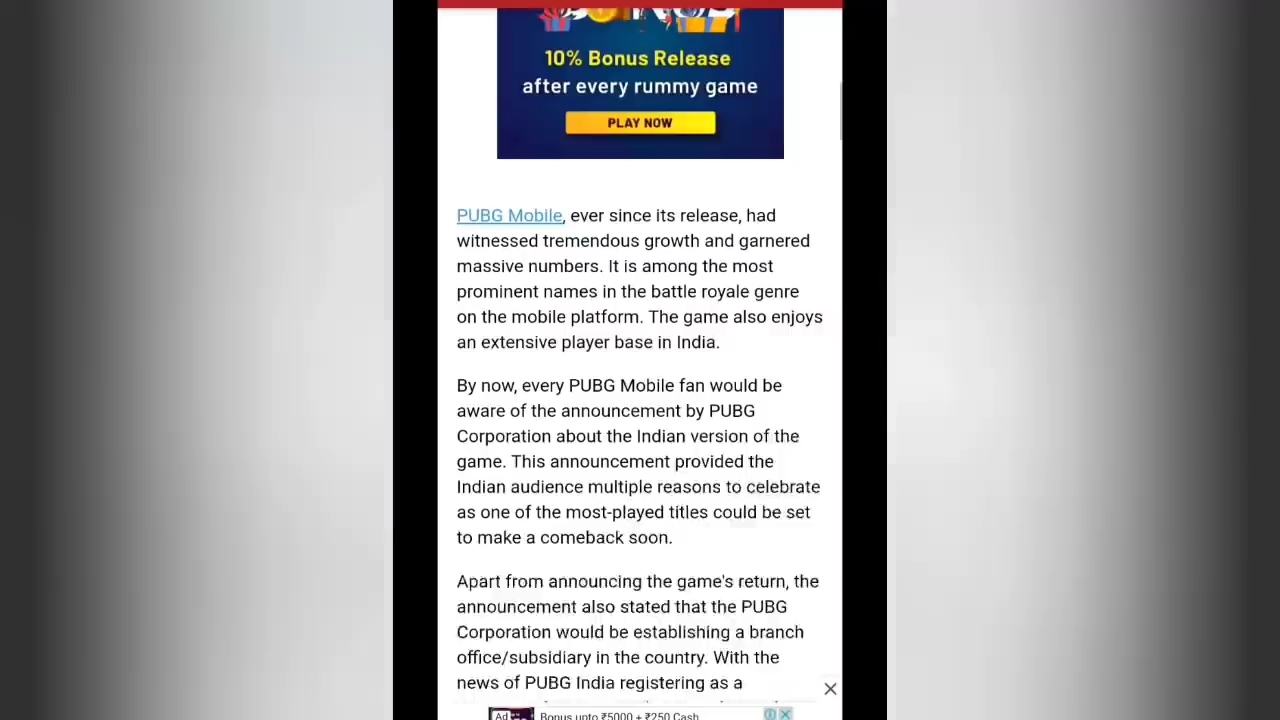 10% Bonus Release
after every rummy game
PLAY NOW
PUBG Mobile, ever since its release, had
witnessed tremendous growth and garnered
massive numbers. It is among the most
prominent names in the battle royale genre
on the mobile platform. The game also enjoys
an extensive player base in India.
By now, every PUBG Mobile fan would be
aware of the announcement by PUBG
Corporation about the Indian version of the
game. This announcement provided the
Indian audience multiple reasons to celebrate
as one of the most-played titles could be set
to make a comeback soon.
Apart from announcing the game's return, the
announcement also stated that the PUBG
Corporation would be establishing a branch
office/subsidiary in the country. With the
news of PUBG India registering as a
Ad
Bonus upto ₹5000 + ₹250 Cash